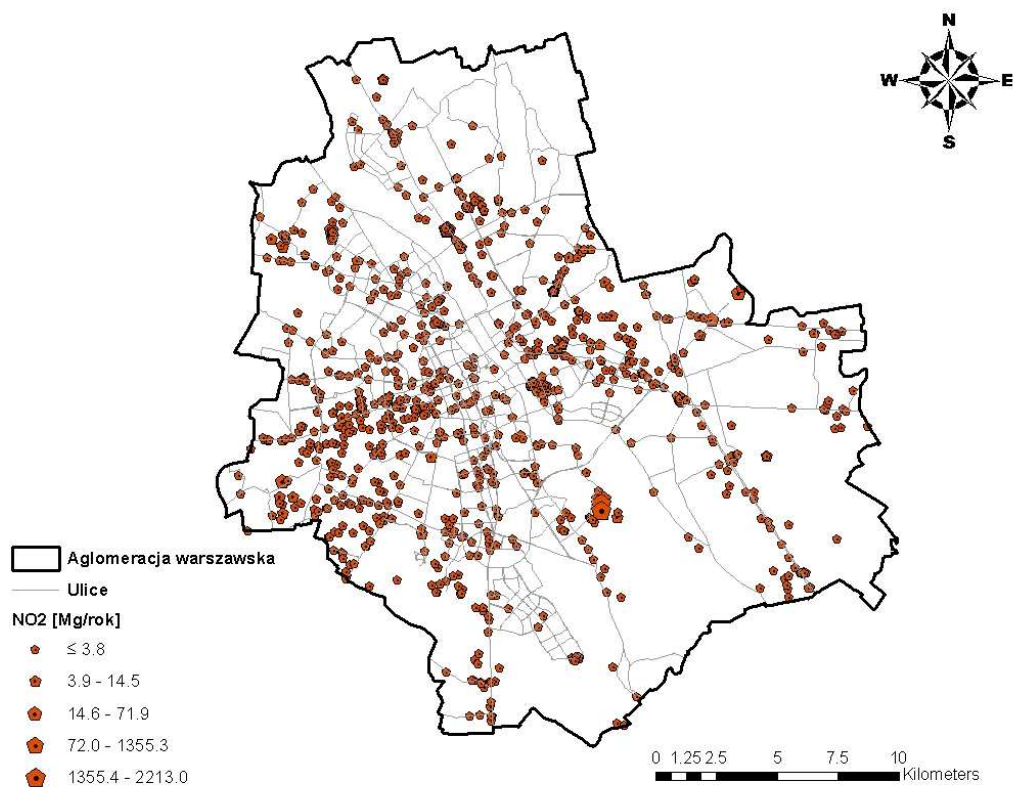 N
W E
S
Aglomeracja warszawska
Ulice
NO2 [Mg/rok]
≤ 3.8
3.9 - 14.5
14.6 - 71.9
72.0 - 1355.3
1355.4 - 2213.0
0 1.25 2.5 5 7.5 10
Kilometers